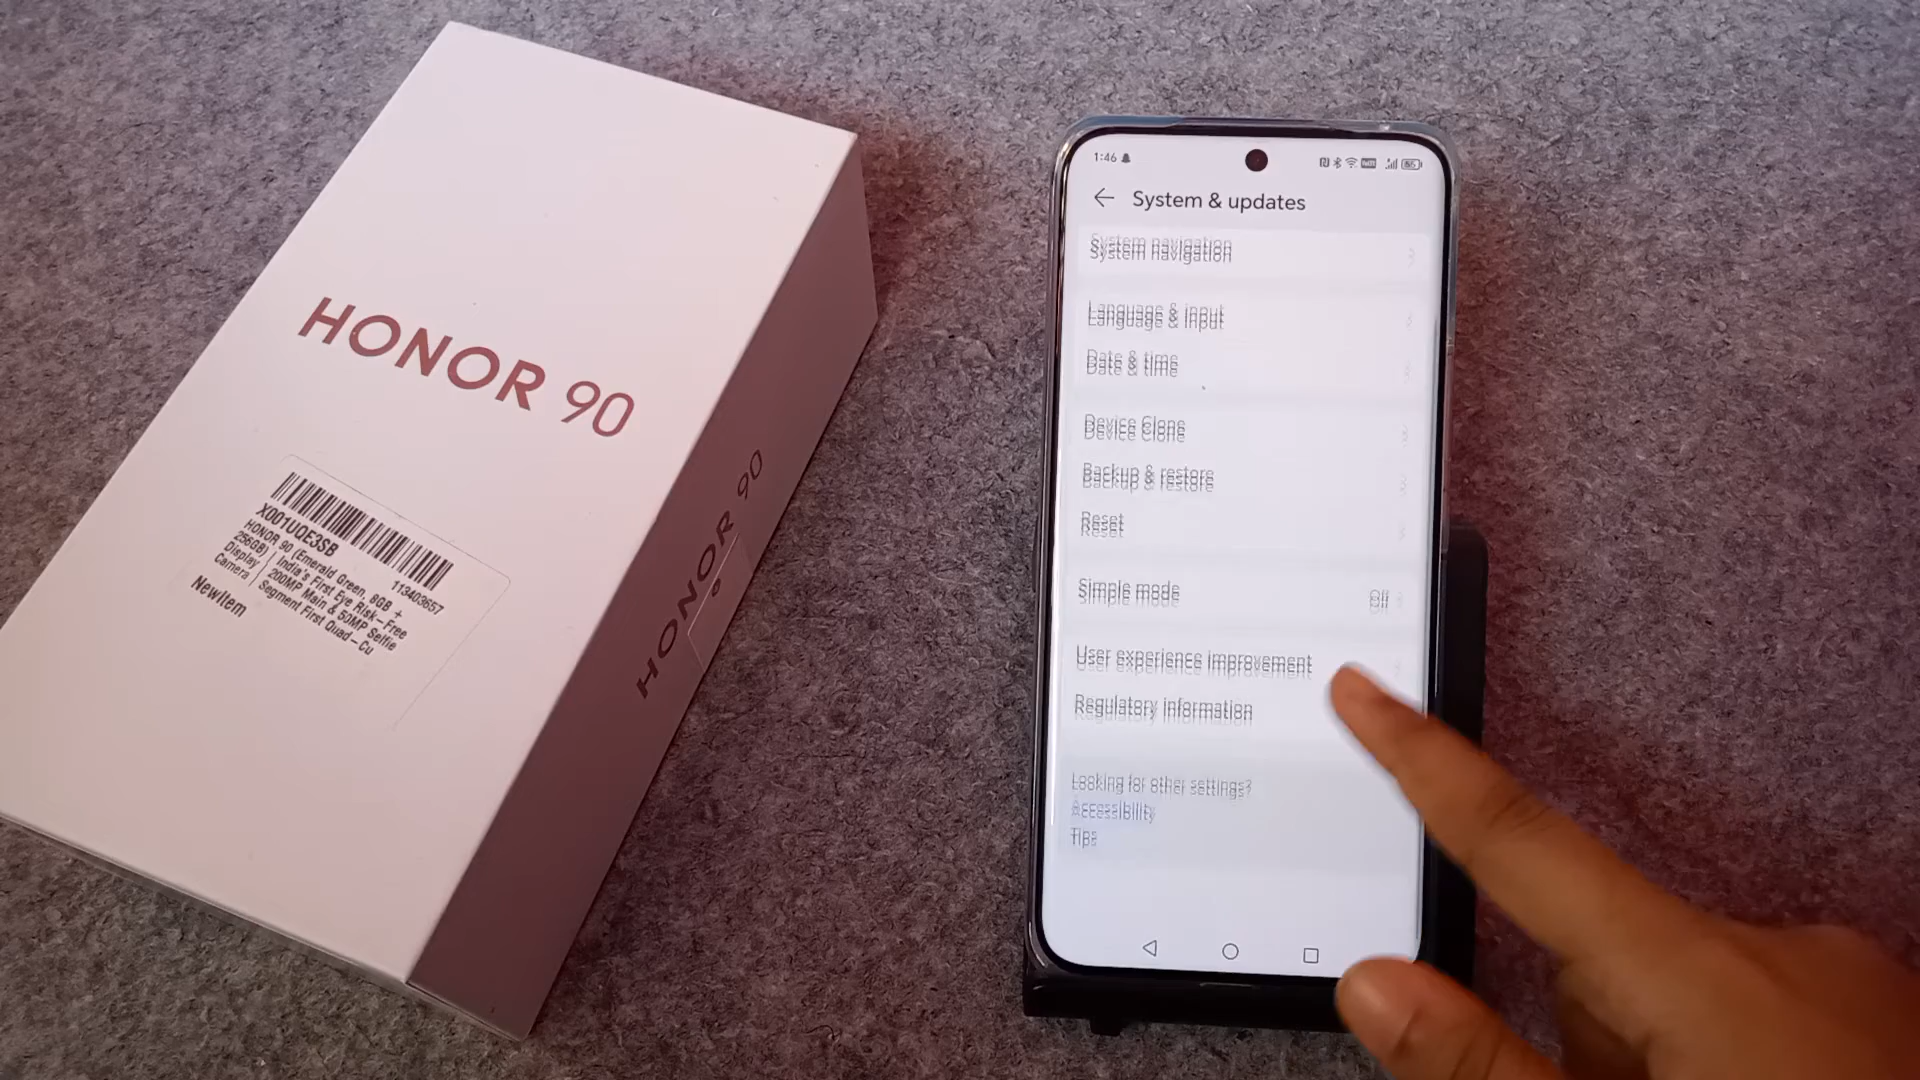 HONOR 90
X001UOE3SB
113403657
HONOR 90 (Emerald Green, 8GB +
256GB) | India's First Eye Risk-Free
Display | 200MP Main & 50MP Selfie
Camera | Segment First Quad-Cu
NewItem
HONOR 90
1:46
System & updates
System navigation
Language & input
Date & time
Device Clone
Backup & restore
Reset
Simple mode
Off
User experience improvement
Regulatory information
Looking for other settings?
Accessibility
Tips